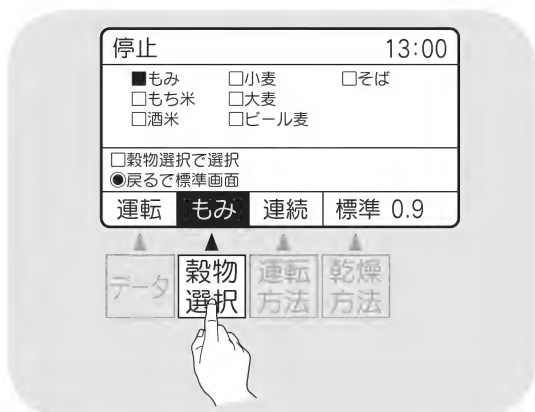 停止 13:00
■もみ □小麦 □そば
□もち米 □大麦
□酒米 □ビール麦
□穀物選択で選択
◉戻るで標準画面
運転 もみ 連続 標準 0.9
データ 穀物選択 運転方法 乾燥方法